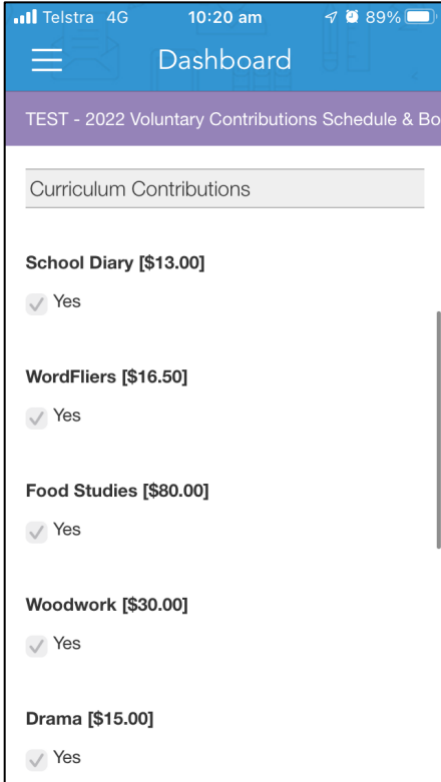 Telstra 4G 10:20 am 89%
Dashboard
TEST - 2022 Voluntary Contributions Schedule & Bo
Curriculum Contributions
School Diary [$13.00]
Yes
WordFliers [$16.50]
Yes
Food Studies [$80.00]
Yes
Woodwork [$30.00]
Yes
Drama [$15.00]
Yes